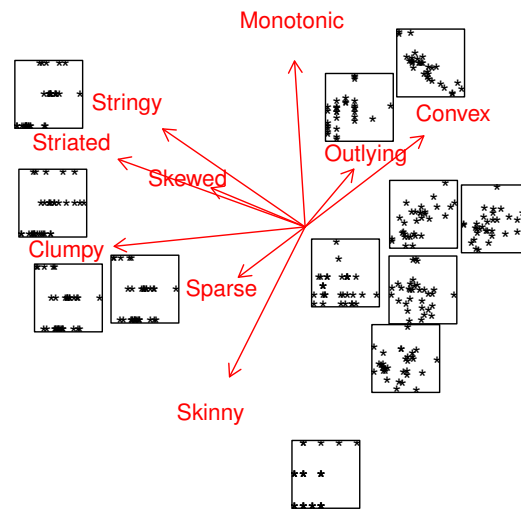 Monotonic
Stringy
Convex
Striated
Outlying
Skewed
Clumpy
Sparse
Skinny